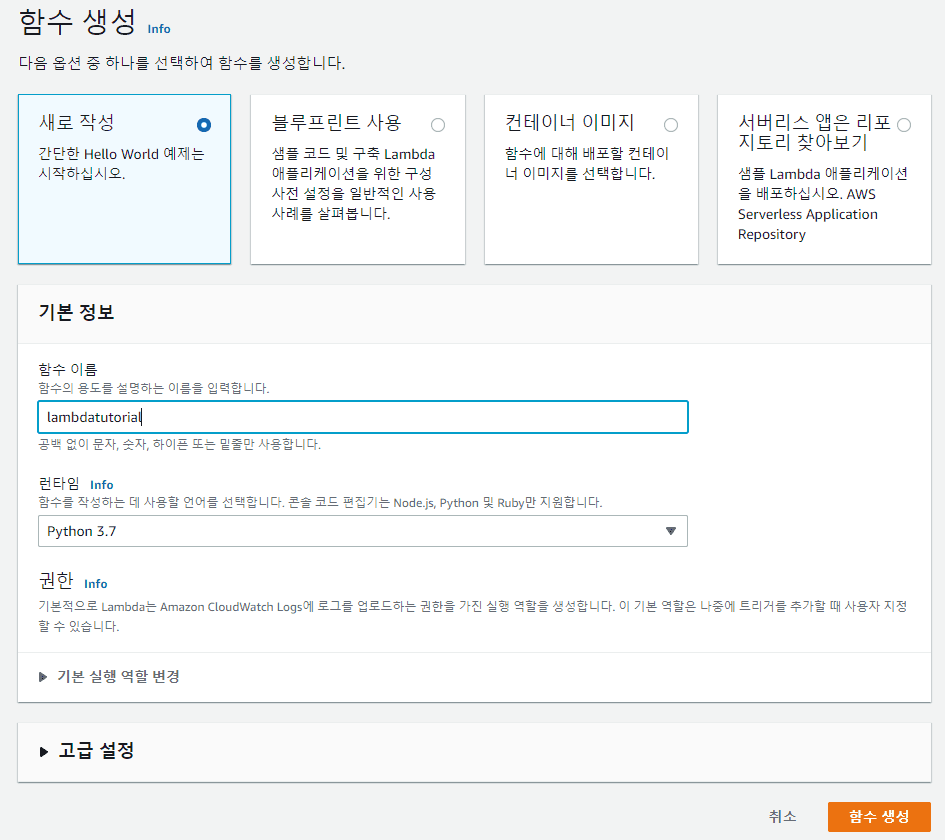 함수 생성 Info
다음 옵션 중 하나를 선택하여 함수를 생성합니다.
새로 작성
간단한 Hello World 예제는
시작하십시오.
블루프린트 사용
샘플 코드 및 구축 Lambda
애플리케이션을 위한 구성
사전 설정을 일반적인 사용
사례를 살펴봅니다.
컨테이너 이미지
함수에 대해 배포할 컨테이
너 이미지를 선택합니다.
서버리스 앱은 리포
지토리 찾아보기
샘플 Lambda 애플리케이션
을 배포하십시오. AWS
Serverless Application
Repository
기본 정보
함수 이름
함수의 용도를 설명하는 이름을 입력합니다.
lambdatutorial
공백 없이 문자, 숫자, 하이픈 또는 밑줄만 사용합니다.
런타임 Info
함수를 작성하는 데 사용할 언어를 선택합니다. 콘솔 코드 편집기는 Node.js, Python 및 Ruby만 지원합니다.
Python 3.7
권한 Info
기본적으로 Lambda는 Amazon CloudWatch Logs에 로그를 업로드하는 권한을 가진 실행 역할을 생성합니다. 이 기본 역할은 나중에 트리거를 추가할 때 사용자 지정
할 수 있습니다.
기본 실행 역할 변경
고급 설정
취소
함수 생성